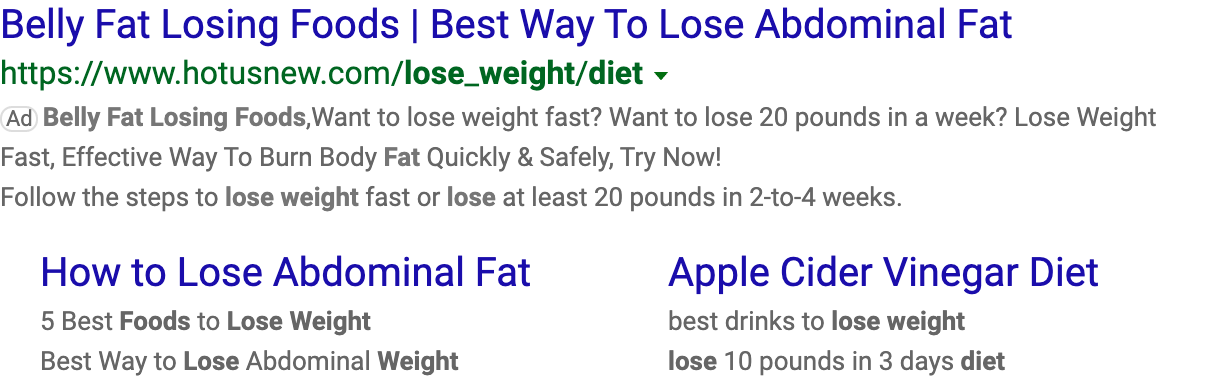 Belly Fat Losing Foods | Best Way To Lose Abdominal Fat
https://www.hotusnew.com/lose_weight/diet
Ad Belly Fat Losing Foods,Want to lose weight fast? Want to lose 20 pounds in a week? Lose Weight
Fast, Effective Way To Burn Body Fat Quickly & Safely, Try Now!
Follow the steps to lose weight fast or lose at least 20 pounds in 2-to-4 weeks.
How to Lose Abdominal Fat
5 Best Foods to Lose Weight
Best Way to Lose Abdominal Weight
Apple Cider Vinegar Diet
best drinks to lose weight
lose 10 pounds in 3 days diet